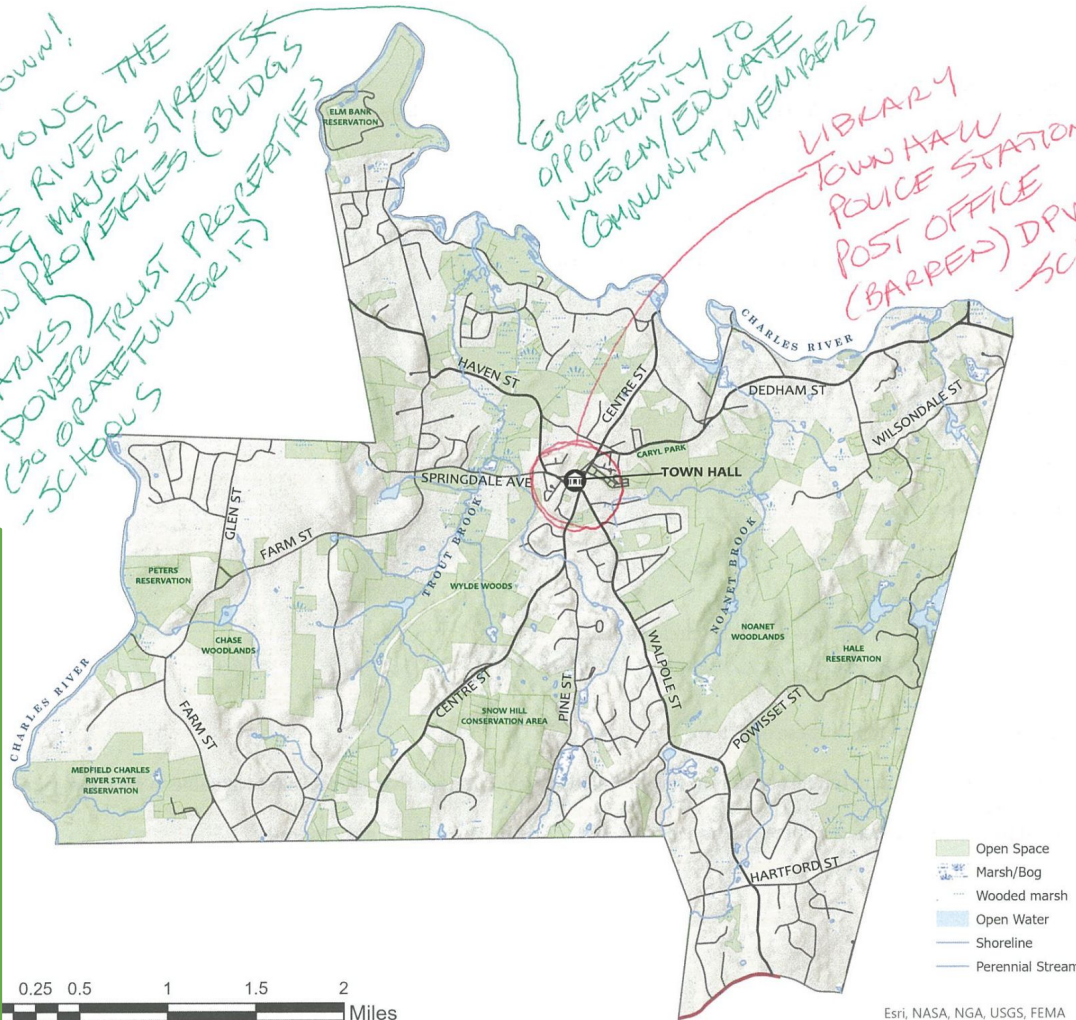 OWN!
LONG THE
S RIVER
NG MAJOR STREETS*
WN PROPERTIES. (BLDGS
ARKS)
DOVER TRUST PROPERTIES
(SO GRATEFUL FOR IT)
- SCHOOLS
GREATEST
OPPORTUNITY TO
INFORM/EDUCATE
COMMUNITY MEMBERS
LIBRARY
TOWN HALL
POLICE STATION
POST OFFICE
(BARREN) DPW
- SC
ELM BANK
RESERVATION
CHARLES RIVER
HAVEN ST
CENTRE ST
DEDHAM ST
WILSONDALE ST
CARYL PARK
SPRINGDALE AVE
TOWN HALL
GLEN ST
FARM ST
TROUT BROOK
NOANET BROOK
PETERS
RESERVATION
WYLDE WOODS
CHASE
WOODLANDS
NOANET
WOODLANDS
HALE
RESERVATION
CHARLES RIVER
FARM ST
CENTRE ST
SNOW HILL
CONSERVATION AREA
PINE ST
WALPOLE ST
POWISSET ST
MEDFIELD CHARLES
RIVER STATE
RESERVATION
HARTFORD ST
Open Space
Marsh/Bog
Wooded marsh
Open Water
Shoreline
Perennial Stream
0.25 0.5 1 1.5 2
Miles
Esri, NASA, NGA, USGS, FEMA